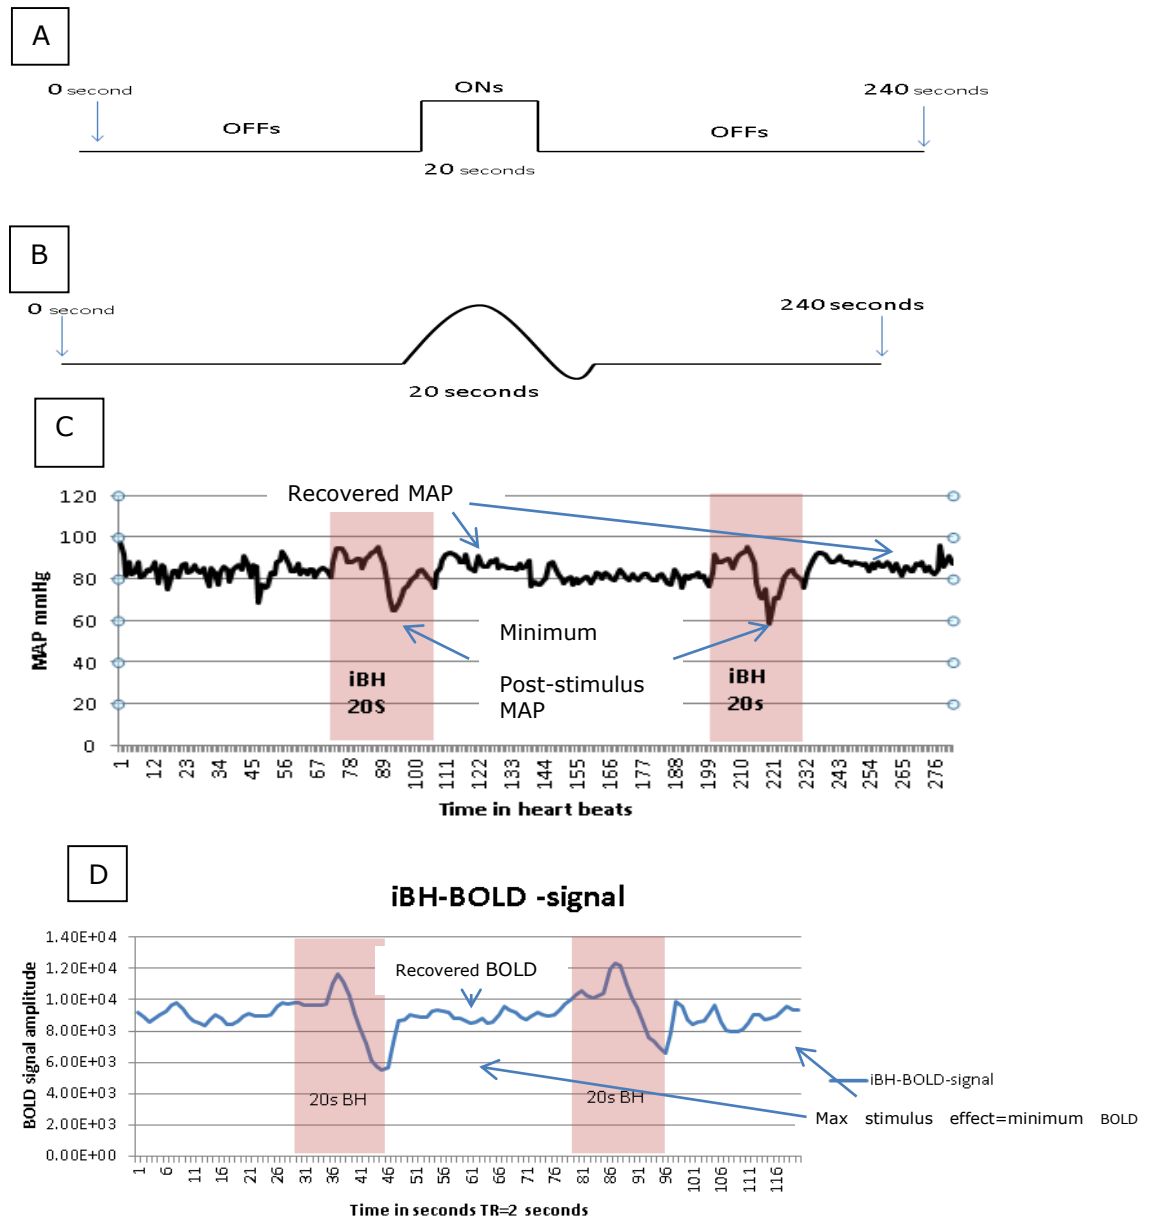 A
0 second
ONs
240 seconds
OFFs
OFFs
20 seconds
B
0 second
240 seconds
20 seconds
C
Recovered MAP
120
100
80
60
40
20
0
MAP mmHg
Minimum
Post-stimulus
MAP
iBH
20S
iBH
20s
1 12 23 34 45 56 67 78 89 100 111 122 133 144 155 166 177 188 199 210 221 232 243 254 265 276
Time in heart beats
D
iBH-BOLD -signal
1.40E+04
1.20E+04
1.00E+04
8.00E+03
6.00E+03
4.00E+03
2.00E+03
0.00E+00
BOLD signal amplitude
Recovered BOLD
20s BH
20s BH
iBH-BOLD-signal
Max stimulus effect=minimum BOLD
1 6 11 16 21 26 31 36 41 46 51 56 61 66 71 76 81 86 91 96 101 106 111 116
Time in seconds TR=2 seconds